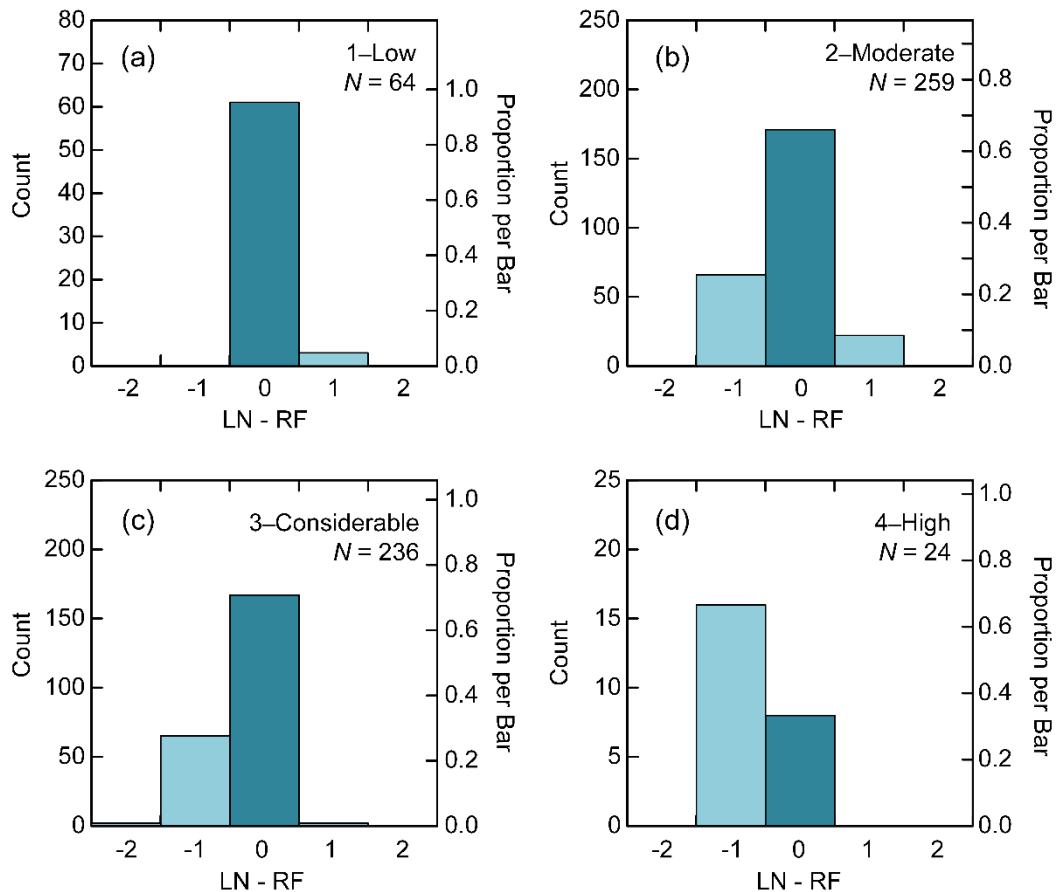 (a)
1–Low
N = 64
80
70
60
50
40
30
20
10
0
Count
1.0
0.8
0.6
0.4
0.2
0.0
Proportion per Bar
-2 -1 0 1 2
LN - RF
(b)
2–Moderate
N = 259
250
200
150
100
50
0
Count
0.8
0.6
0.4
0.2
0.0
Proportion per Bar
-2 -1 0 1 2
LN - RF
(c)
3–Considerable
N = 236
250
200
150
100
50
0
Count
1.0
0.8
0.6
0.4
0.2
0.0
Proportion per Bar
-2 -1 0 1 2
LN - RF
(d)
4–High
N = 24
25
20
15
10
5
0
Count
1.0
0.8
0.6
0.4
0.2
0.0
Proportion per Bar
-2 -1 0 1 2
LN - RF